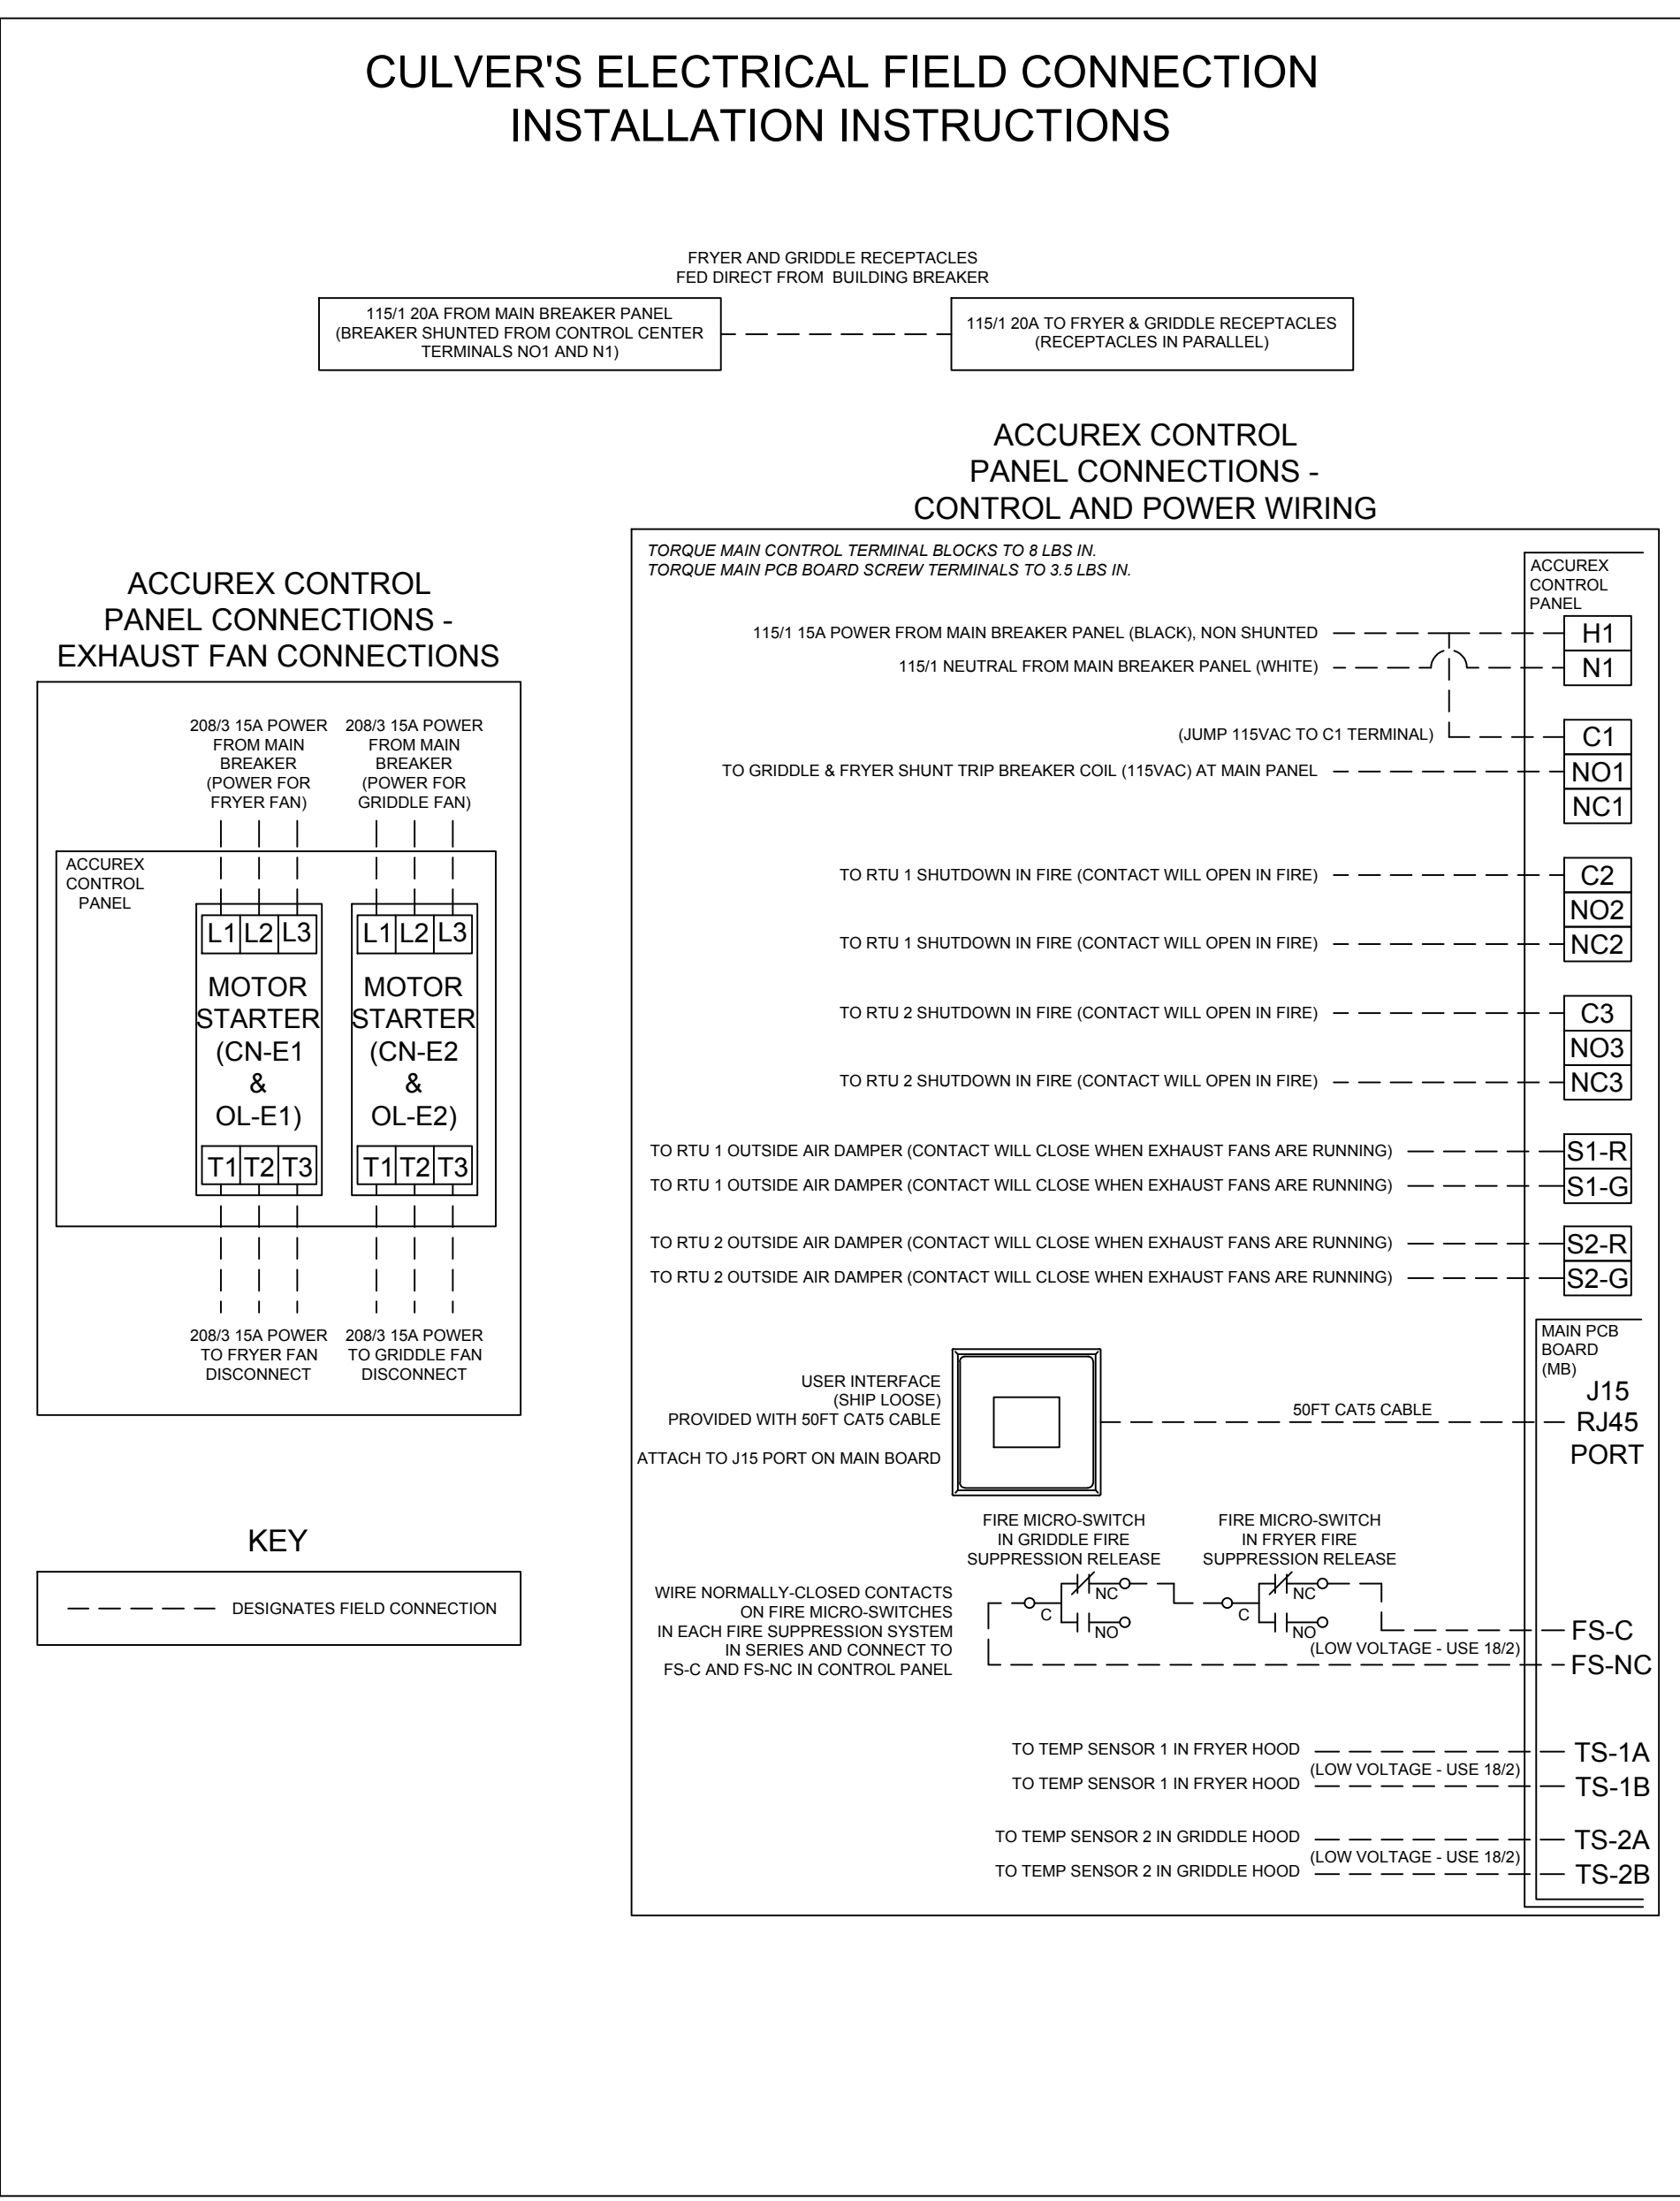 CULVER'S ELECTRICAL FIELD CONNECTION
INSTALLATION INSTRUCTIONS
FRYER AND GRIDDLE RECEPTACLES
FED DIRECT FROM BUILDING BREAKER
115/1 20A FROM MAIN BREAKER PANEL
(BREAKER SHUNTED FROM CONTROL CENTER
TERMINALS NO1 AND N1)
115/1 20A TO FRYER & GRIDDLE RECEPTACLES
(RECEPTACLES IN PARALLEL)
ACCUREX CONTROL
PANEL CONNECTIONS -
EXHAUST FAN CONNECTIONS
208/3 15A POWER
FROM MAIN
BREAKER
(POWER FOR
FRYER FAN)
208/3 15A POWER
FROM MAIN
BREAKER
(POWER FOR
GRIDDLE FAN)
ACCUREX
CONTROL
PANEL
L1 L2 L3
MOTOR
STARTER
(CN-E1
&
OL-E1)
T1 T2 T3
L1 L2 L3
MOTOR
STARTER
(CN-E2
&
OL-E2)
T1 T2 T3
208/3 15A POWER
TO FRYER FAN
DISCONNECT
208/3 15A POWER
TO GRIDDLE FAN
DISCONNECT
KEY
DESIGNATES FIELD CONNECTION
ACCUREX CONTROL
PANEL CONNECTIONS -
CONTROL AND POWER WIRING
TORQUE MAIN CONTROL TERMINAL BLOCKS TO 8 LBS IN.
TORQUE MAIN PCB BOARD SCREW TERMINALS TO 3.5 LBS IN.
ACCUREX
CONTROL
PANEL
115/1 15A POWER FROM MAIN BREAKER PANEL (BLACK), NON SHUNTED H1
115/1 NEUTRAL FROM MAIN BREAKER PANEL (WHITE) N1
(JUMP 115VAC TO C1 TERMINAL) C1
TO GRIDDLE & FRYER SHUNT TRIP BREAKER COIL (115VAC) AT MAIN PANEL NO1
NC1
TO RTU 1 SHUTDOWN IN FIRE (CONTACT WILL OPEN IN FIRE) C2
NO2
TO RTU 1 SHUTDOWN IN FIRE (CONTACT WILL OPEN IN FIRE) NC2
TO RTU 2 SHUTDOWN IN FIRE (CONTACT WILL OPEN IN FIRE) C3
NO3
TO RTU 2 SHUTDOWN IN FIRE (CONTACT WILL OPEN IN FIRE) NC3
TO RTU 1 OUTSIDE AIR DAMPER (CONTACT WILL CLOSE WHEN EXHAUST FANS ARE RUNNING) S1-R
TO RTU 1 OUTSIDE AIR DAMPER (CONTACT WILL CLOSE WHEN EXHAUST FANS ARE RUNNING) S1-G
TO RTU 2 OUTSIDE AIR DAMPER (CONTACT WILL CLOSE WHEN EXHAUST FANS ARE RUNNING) S2-R
TO RTU 2 OUTSIDE AIR DAMPER (CONTACT WILL CLOSE WHEN EXHAUST FANS ARE RUNNING) S2-G
MAIN PCB
BOARD
(MB)
J15
RJ45
PORT
USER INTERFACE
(SHIP LOOSE)
PROVIDED WITH 50FT CAT5 CABLE
ATTACH TO J15 PORT ON MAIN BOARD
50FT CAT5 CABLE
FIRE MICRO-SWITCH
IN GRIDDLE FIRE
SUPPRESSION RELEASE
FIRE MICRO-SWITCH
IN FRYER FIRE
SUPPRESSION RELEASE
WIRE NORMALLY-CLOSED CONTACTS
ON FIRE MICRO-SWITCHES
IN EACH FIRE SUPPRESSION SYSTEM
IN SERIES AND CONNECT TO
FS-C AND FS-NC IN CONTROL PANEL
C NC NO
C NC NO
(LOW VOLTAGE - USE 18/2)
FS-C
FS-NC
TO TEMP SENSOR 1 IN FRYER HOOD TS-1A
(LOW VOLTAGE - USE 18/2)
TO TEMP SENSOR 1 IN FRYER HOOD TS-1B
TO TEMP SENSOR 2 IN GRIDDLE HOOD TS-2A
(LOW VOLTAGE - USE 18/2)
TO TEMP SENSOR 2 IN GRIDDLE HOOD TS-2B